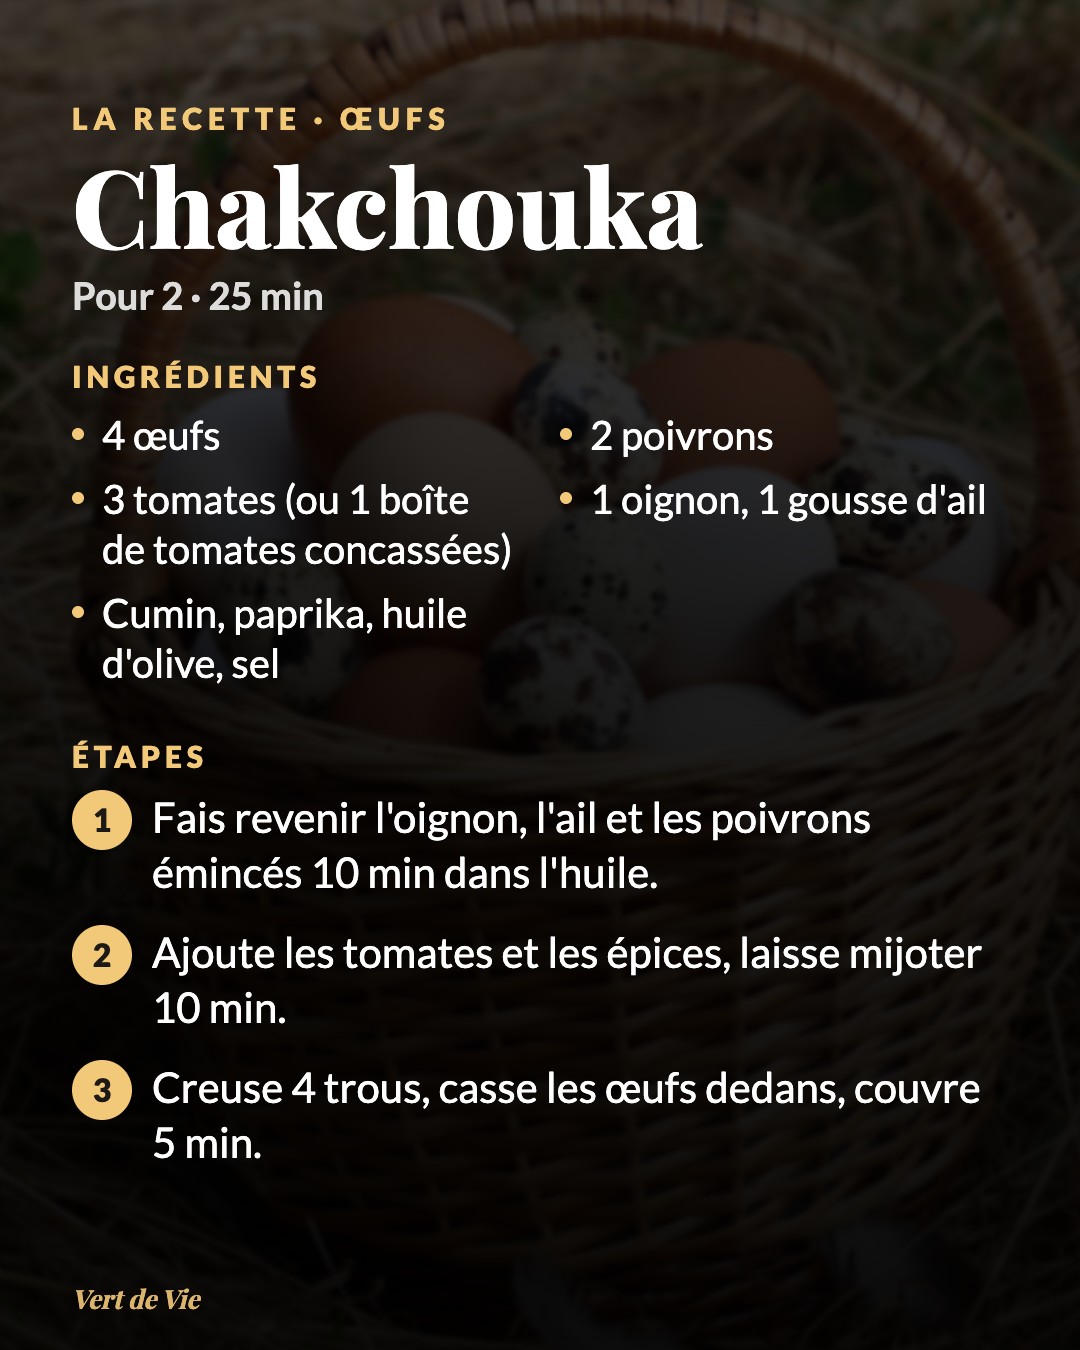 LA RECETTE · ŒUFS
Chakchouka
Pour 2 · 25 min
INGRÉDIENTS
• 4 œufs
• 2 poivrons
• 3 tomates (ou 1 boîte
de tomates concassées)
• 1 oignon, 1 gousse d'ail
• Cumin, paprika, huile
d'olive, sel
ÉTAPES
1 Fais revenir l'oignon, l'ail et les poivrons
émincés 10 min dans l'huile.
2 Ajoute les tomates et les épices, laisse mijoter
10 min.
3 Creuse 4 trous, casse les œufs dedans, couvre
5 min.
Vert de Vie